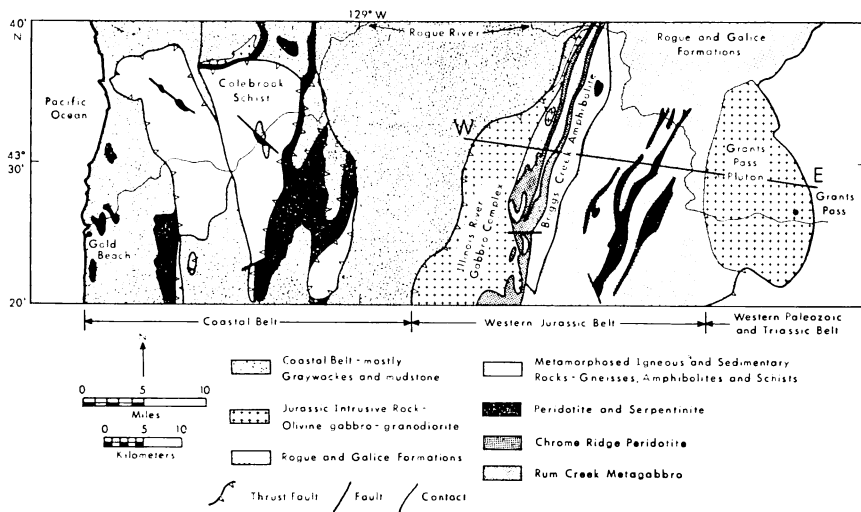 40'
N
129° W
Rogue River
Rogue and Galice
Formations
Pacific
Ocean
Colebrook
Schist
W
43°
30'
Illinois River
Gabbro Complex
Briggs Creek Amphibolite
Grants
Pass
Pluton
E
Grants
Pass
Gold
Beach
20'
Coastal Belt
Western Jurassic Belt
Western Paleozoic
and Triassic Belt
N
0 5 10
Miles
0 5 10
Kilometers
Coastal Belt - mostly
Graywackes and mudstone
Jurassic Intrusive Rock -
Olivine gabbro - granodiorite
Rogue and Galice Formations
Metamorphosed Igneous and Sedimentary
Rocks - Gneisses, Amphibolites and Schists
Peridotite and Serpentinite
Chrome Ridge Peridotite
Rum Creek Metagabbro
Thrust Fault
Fault
Contact